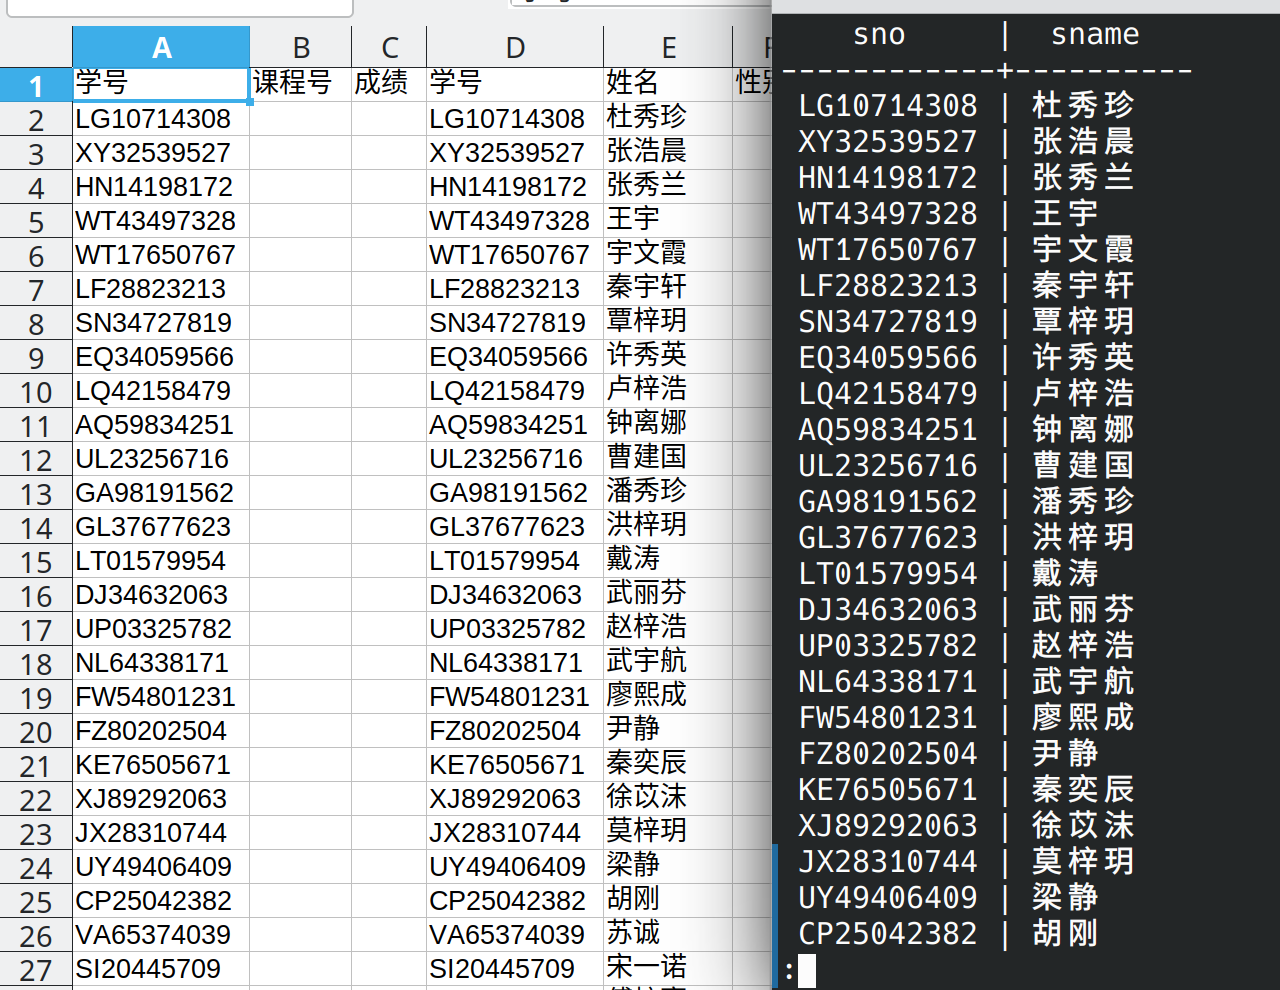 A B C D E
1 学号 课程号 成绩 学号 姓名
2 LG10714308 LG10714308 杜秀珍
3 XY32539527 XY32539527 张浩晨
4 HN14198172 HN14198172 张秀兰
5 WT43497328 WT43497328 王宇
6 WT17650767 WT17650767 宇文霞
7 LF28823213 LF28823213 秦宇轩
8 SN34727819 SN34727819 覃梓玥
9 EQ34059566 EQ34059566 许秀英
10 LQ42158479 LQ42158479 卢梓浩
11 AQ59834251 AQ59834251 钟离娜
12 UL23256716 UL23256716 曹建国
13 GA98191562 GA98191562 潘秀珍
14 GL37677623 GL37677623 洪梓玥
15 LT01579954 LT01579954 戴涛
16 DJ34632063 DJ34632063 武丽芬
17 UP03325782 UP03325782 赵梓浩
18 NL64338171 NL64338171 武宇航
19 FW54801231 FW54801231 廖熙成
20 FZ80202504 FZ80202504 尹静
21 KE76505671 KE76505671 秦奕辰
22 XJ89292063 XJ89292063 徐苡沫
23 JX28310744 JX28310744 莫梓玥
24 UY49406409 UY49406409 梁静
25 CP25042382 CP25042382 胡刚
26 VA65374039 VA65374039 苏诚
27 SI20445709 SI20445709 宋一诺
sno | sname
------------+----------
LG10714308 | 杜秀珍
XY32539527 | 张浩晨
HN14198172 | 张秀兰
WT43497328 | 王宇
WT17650767 | 宇文霞
LF28823213 | 秦宇轩
SN34727819 | 覃梓玥
EQ34059566 | 许秀英
LQ42158479 | 卢梓浩
AQ59834251 | 钟离娜
UL23256716 | 曹建国
GA98191562 | 潘秀珍
GL37677623 | 洪梓玥
LT01579954 | 戴涛
DJ34632063 | 武丽芬
UP03325782 | 赵梓浩
NL64338171 | 武宇航
FW54801231 | 廖熙成
FZ80202504 | 尹静
KE76505671 | 秦奕辰
XJ89292063 | 徐苡沫
JX28310744 | 莫梓玥
UY49406409 | 梁静
CP25042382 | 胡刚
: